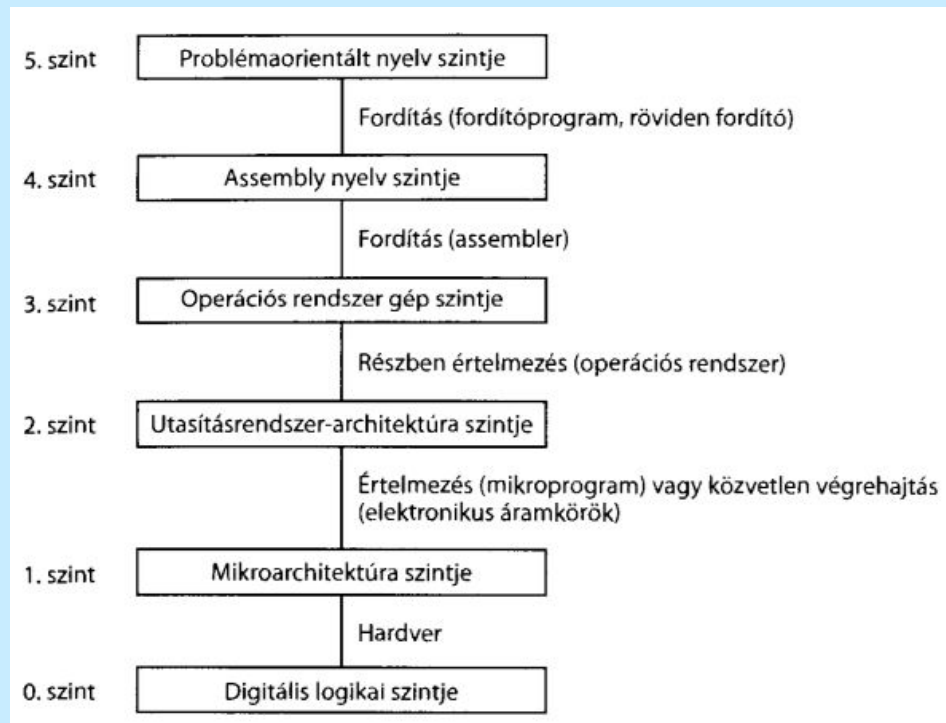 5. szint Problémaorientált nyelv szintje
Fordítás (fordítóprogram, röviden fordító)
4. szint Assembly nyelv szintje
Fordítás (assembler)
3. szint Operációs rendszer gép szintje
Részben értelmezés (operációs rendszer)
2. szint Utasításrendszer-architektúra szintje
Értelmezés (mikroprogram) vagy közvetlen végrehajtás
(elektronikus áramkörök)
1. szint Mikroarchitektúra szintje
Hardver
0. szint Digitális logikai szintje